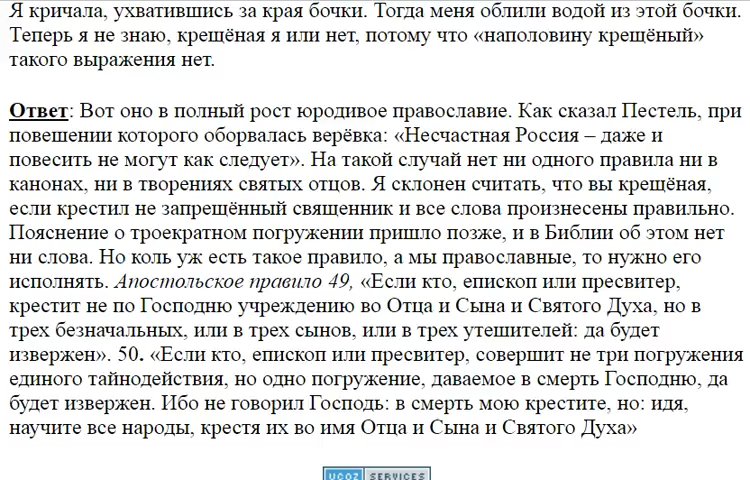 Я кричала, ухватившись за края бочки. Тогда меня облили водой из этой бочки.
Теперь я не знаю, крещёная я или нет, потому что «наполовину крещёный»
такого выражения нет.
Ответ: Вот оно в полный рост юродивое православие. Как сказал Пестель, при
повешении которого оборвалась верёвка: «Несчастная Россия – даже и
повесить не могут как следует». На такой случай нет ни одного правила ни в
канонах, ни в творениях святых отцов. Я склонен считать, что вы крещёная,
если крестил не запрещённый священник и все слова произнесены правильно.
Пояснение о троекратном погружении пришло позже, и в Библии об этом нет
ни слова. Но коль уж есть такое правило, а мы православные, то нужно его
исполнять. Апостольское правило 49, «Если кто, епископ или пресвитер,
крестит не по Господню учреждению во Отца и Сына и Святого Духа, но в
трех безначальных, или в трех сынов, или в трех утешителей: да будет
извержен». 50. «Если кто, епископ или пресвитер, совершит не три погружения
единого тайнодействия, но одно погружение, даваемое в смерть Господню, да
будет извержен. Ибо не говорил Господь: в смерть мою крестите, но: идя,
научите все народы, крестя их во имя Отца и Сына и Святого Духа»
UCOZ SERVICES